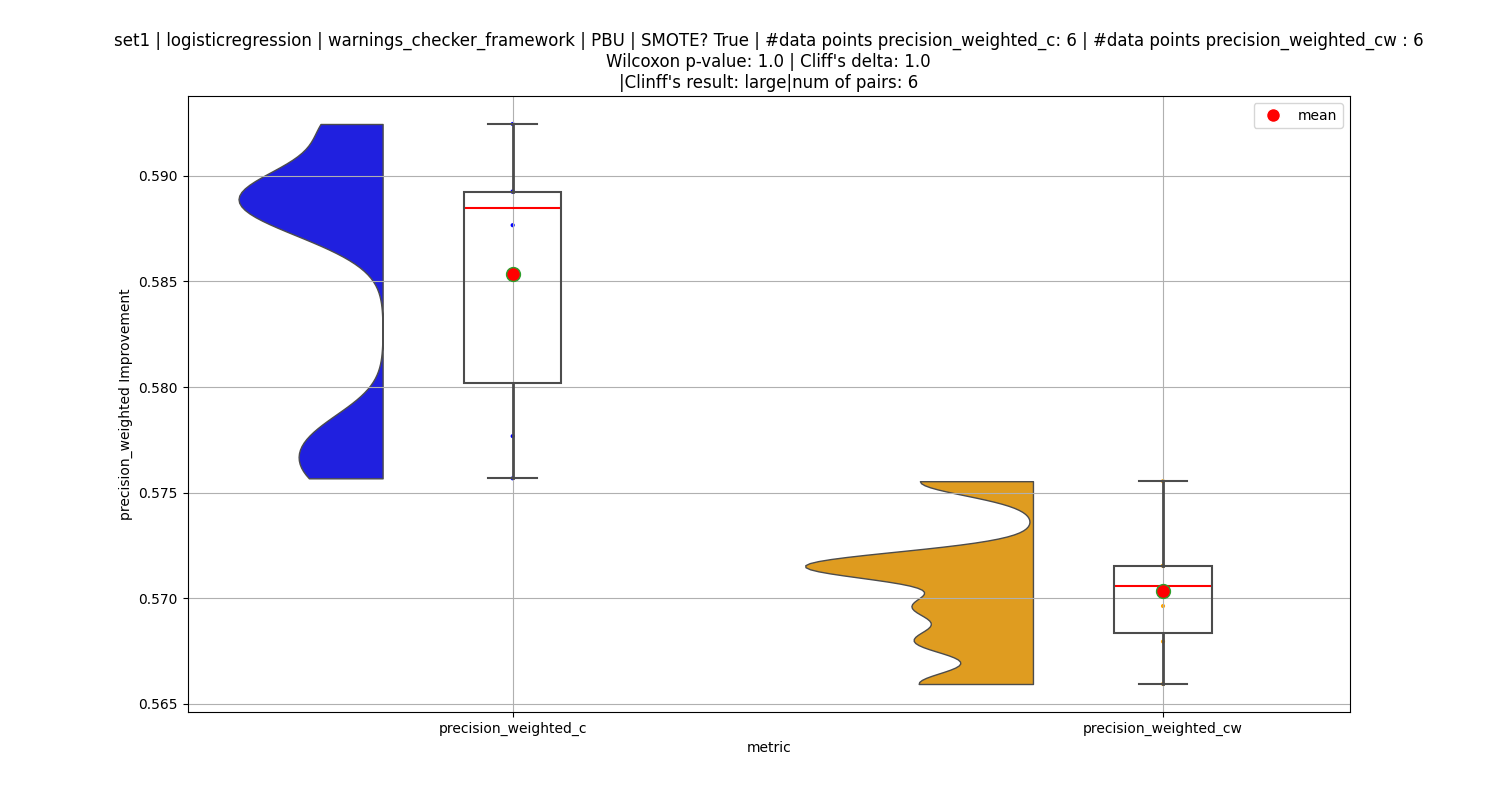 set1 | logisticregression | warnings_checker_framework | PBU | SMOTE? True | #data points precision_weighted_c: 6 | #data points precision_weighted_cw : 6
Wilcoxon p-value: 1.0 | Cliff's delta: 1.0
|Clinff's result: large|num of pairs: 6
mean
0.590
0.585
0.580
0.575
0.570
0.565
precision_weighted Improvement
precision_weighted_c
precision_weighted_cw
metric